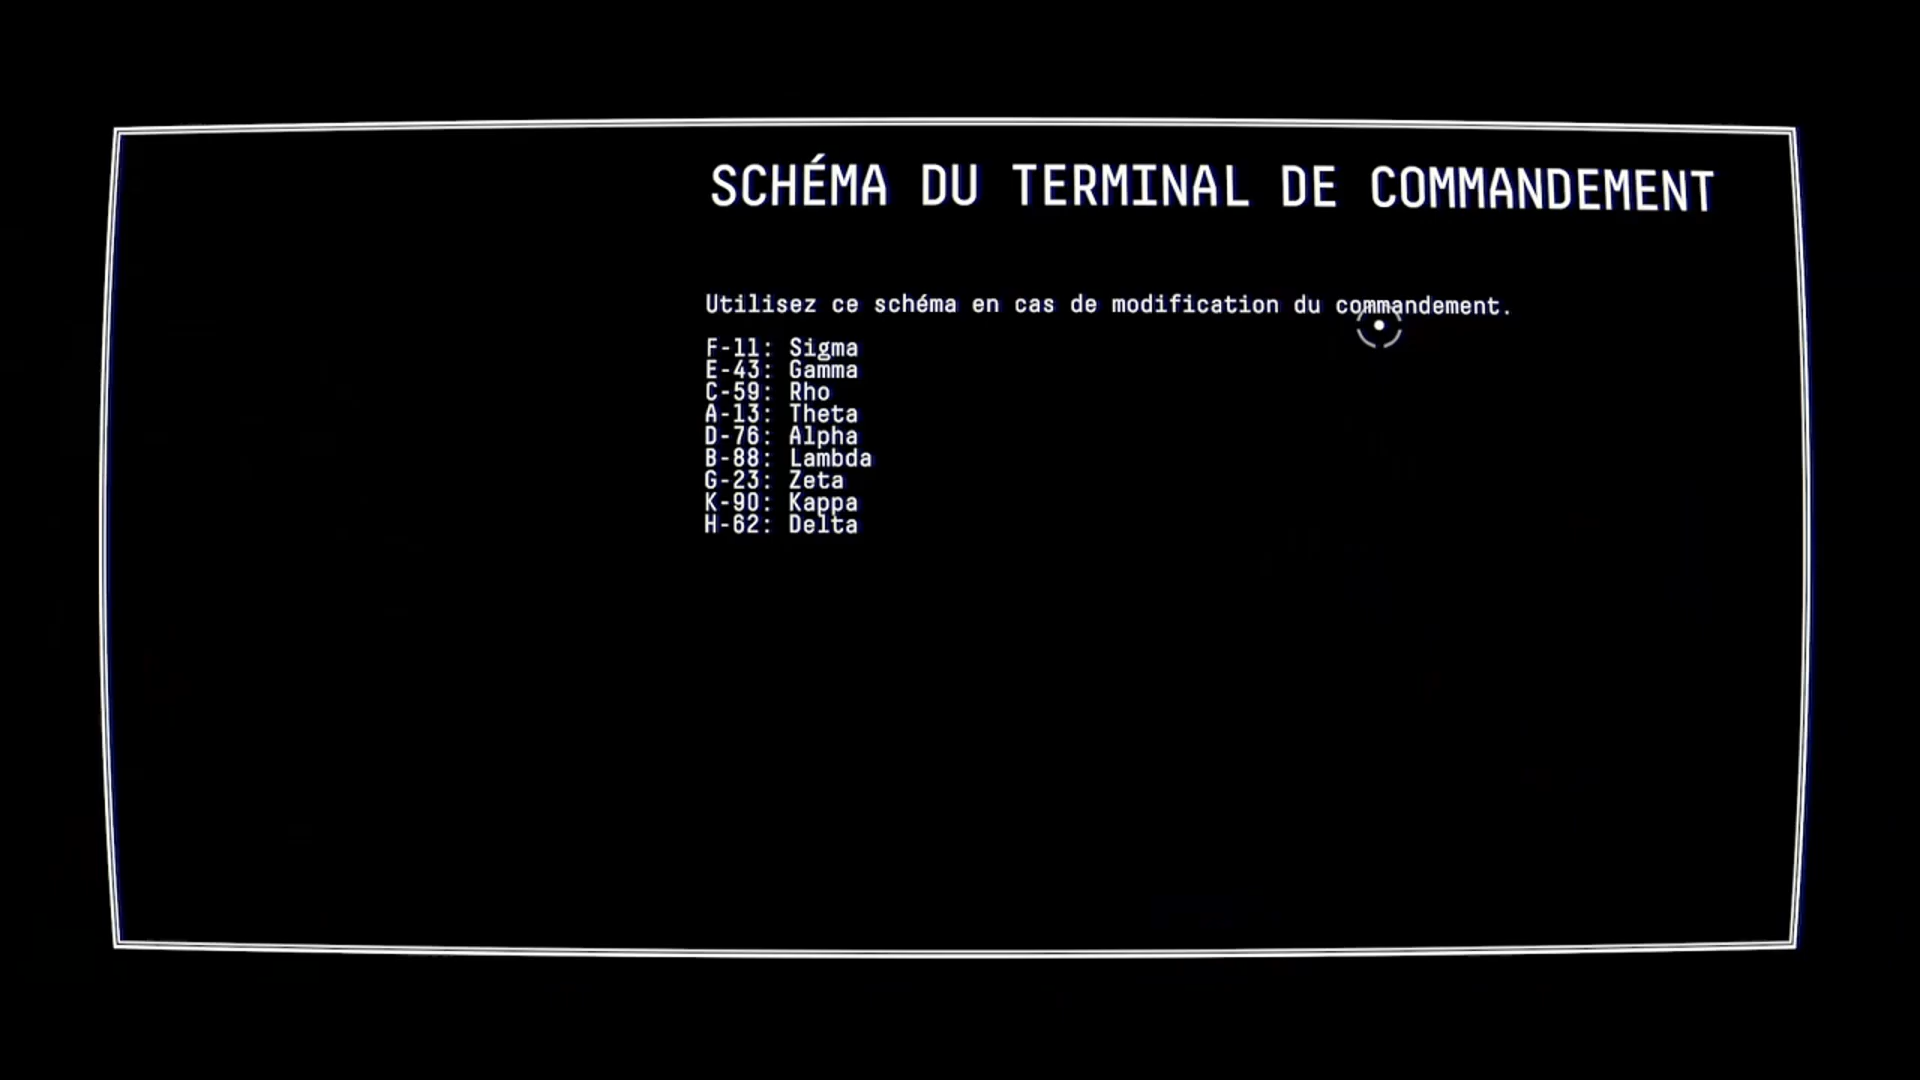 SCHÉMA DU TERMINAL DE COMMANDEMENT
Utilisez ce schéma en cas de modification du commandement.
F-11: Sigma
E-43: Gamma
C-59: Rho
A-13: Theta
D-76: Alpha
B-88: Lambda
G-23: Zeta
K-90: Kappa
H-62: Delta